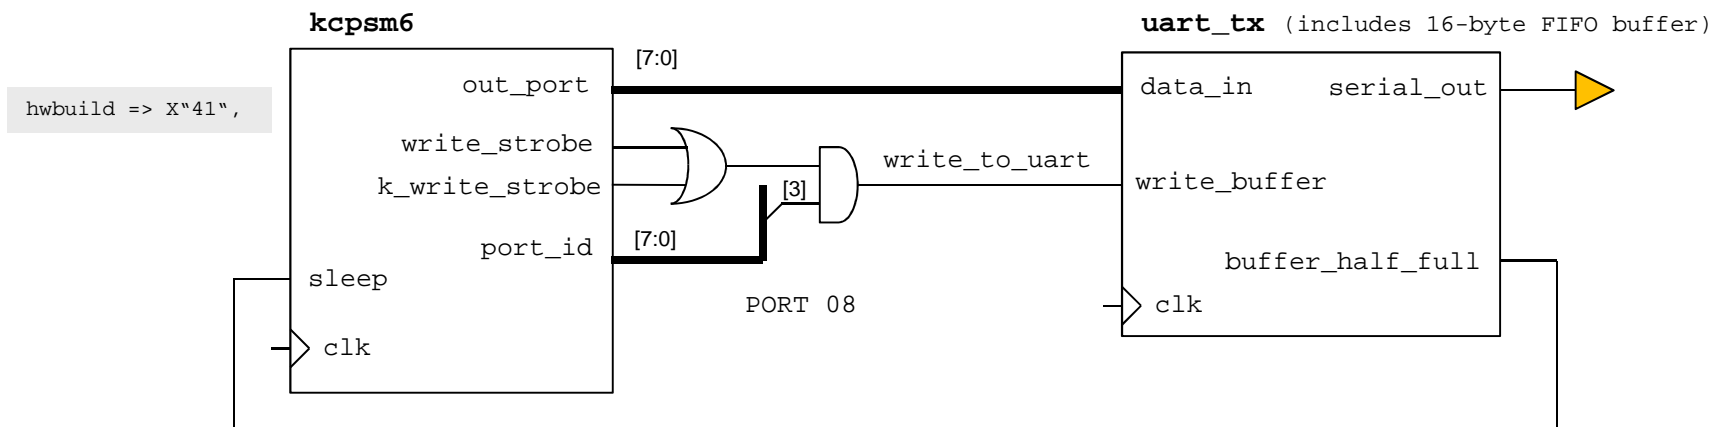 kcpsm6
uart_tx (includes 16-byte FIFO buffer)
hwbuild => X“41“,
out_port
[7:0]
data_in
serial_out
write_strobe
k_write_strobe
[3]
write_to_uart
write_buffer
port_id
[7:0]
buffer_half_full
sleep
PORT 08
clk
clk